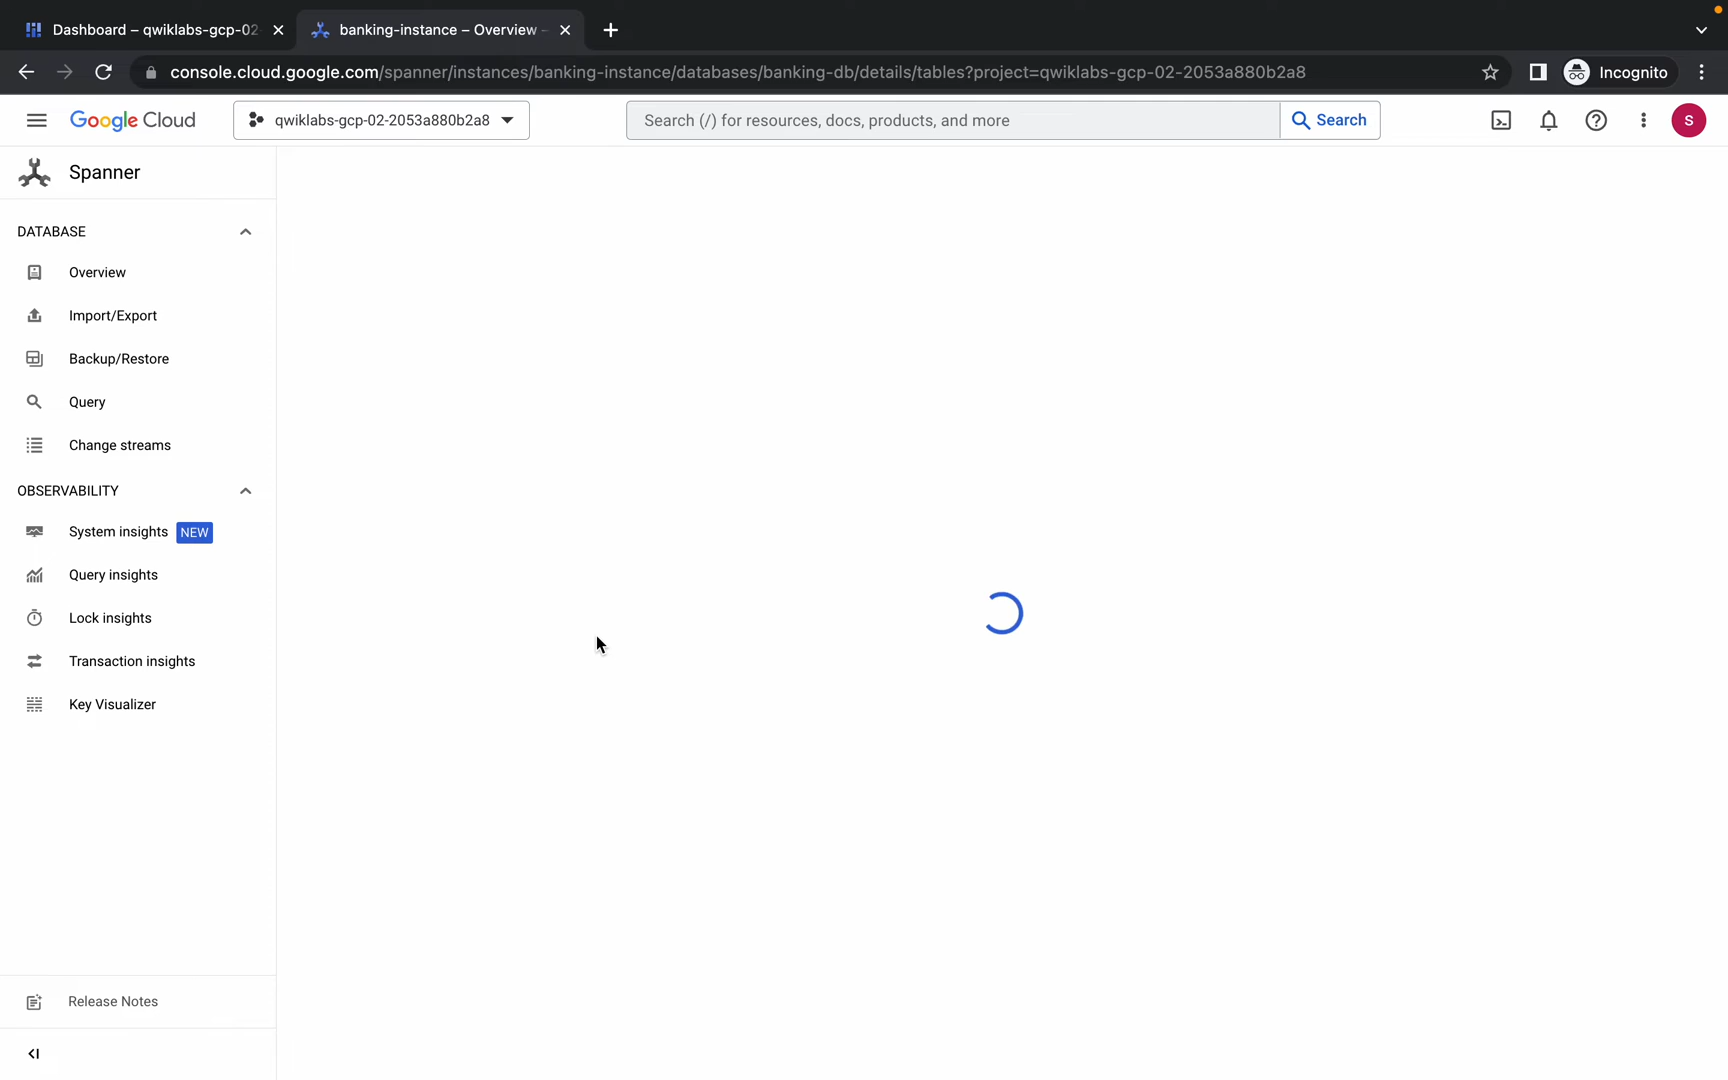 Dashboard – qwiklabs-gcp-02
banking-instance – Overview -
console.cloud.google.com/spanner/instances/banking-instance/databases/banking-db/details/tables?project=qwiklabs-gcp-02-2053a880b2a8
Incognito
Google Cloud
qwiklabs-gcp-02-2053a880b2a8
Search (/) for resources, docs, products, and more
Search
S
Spanner
DATABASE
Overview
Import/Export
Backup/Restore
Query
Change streams
OBSERVABILITY
System insights NEW
Query insights
Lock insights
Transaction insights
Key Visualizer
Release Notes